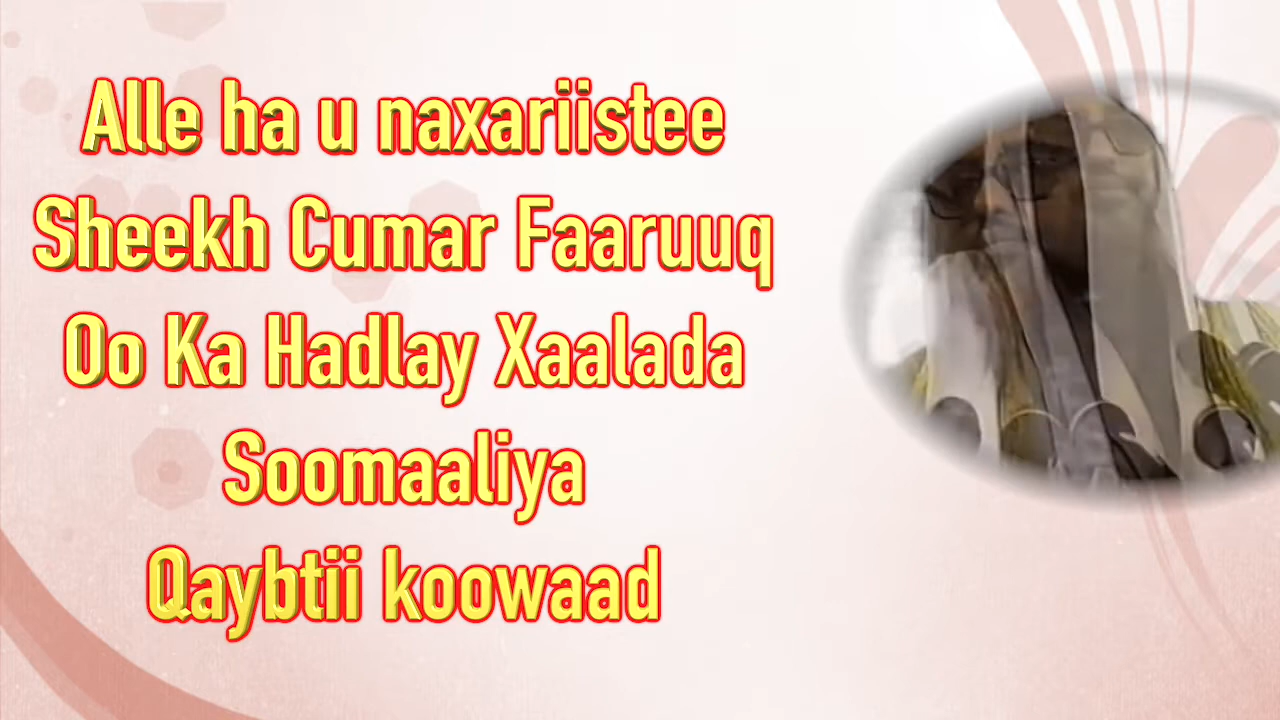 Alle ha u naxariistee
Sheekh Cumar Faaruuq
Oo Ka Hadlay Xaalada
Soomaaliya
Qaybtii koowaad